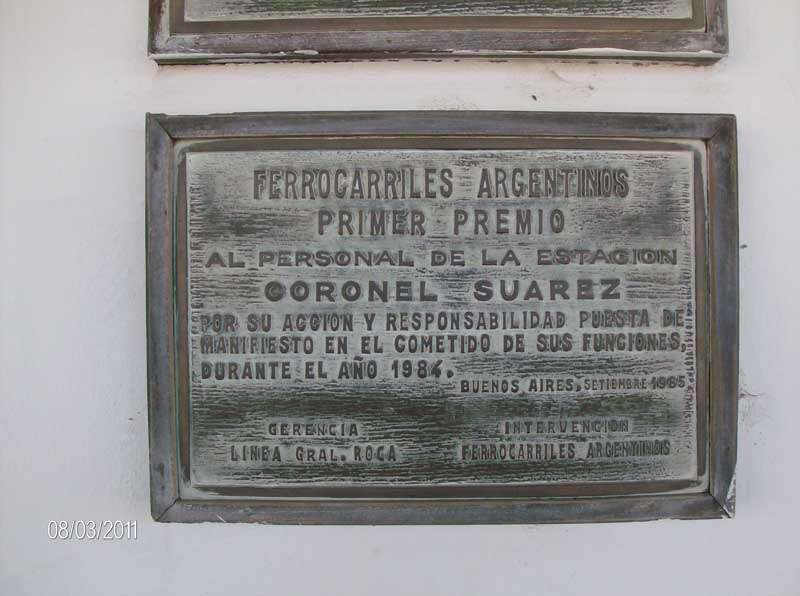 FERROCARRILES ARGENTINOS
PRIMER PREMIO
AL PERSONAL DE LA ESTACION
CORONEL SUAREZ
POR SU ACCION Y RESPONSABILIDAD PUESTA DE
MANIFIESTO EN EL COMETIDO DE SUS FUNCIONES,
DURANTE EL AÑO 1984.
BUENOS AIRES, SETIEMBRE 1985
GERENCIA
LINEA GRAL. ROCA
INTERVENCION
FERROCARRILES ARGENTINOS
08/03/2011